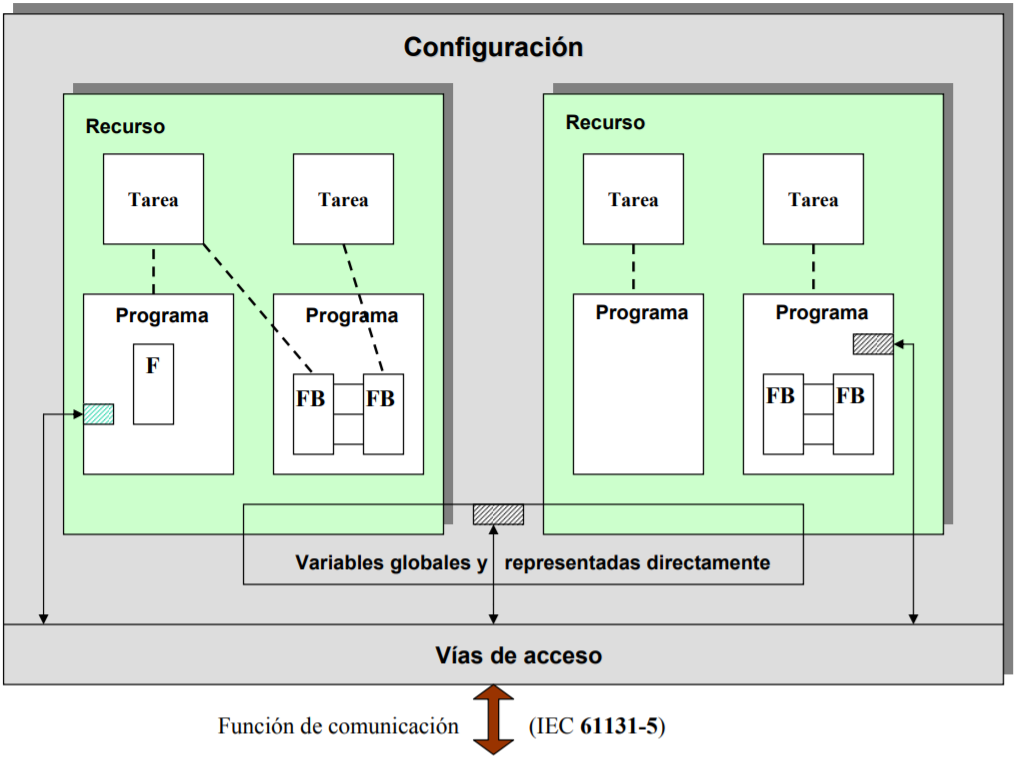 Configuración
Recurso
Recurso
Tarea
Tarea
Tarea
Tarea
Programa
Programa
Programa
Programa
F
FB
FB
FB
FB
Variables globales y representadas directamente
Vías de acceso
Función de comunicación (IEC 61131-5)